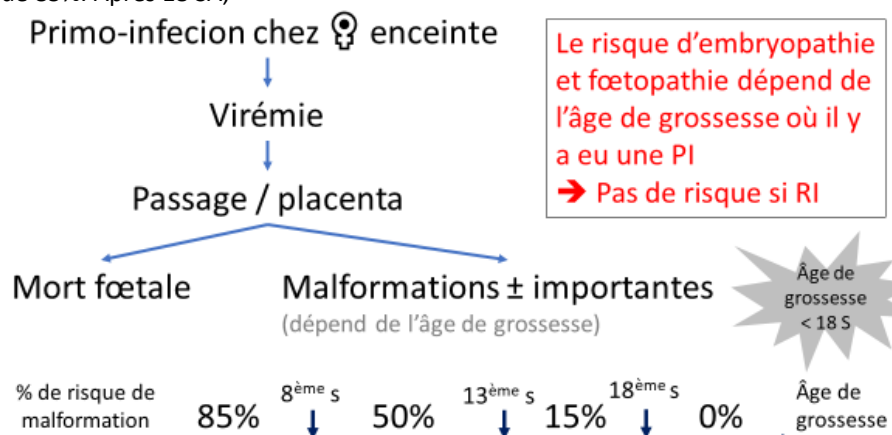 Primo-infecion chez enceinte
Le risque d'embryopathie
et fœtopathie dépend de
l'âge de grossesse où il y
a eu une PI
➔ Pas de risque si RI
Virémie
Passage / placenta
Mort fœtale
Malformations ± importantes
(dépend de l'âge de grossesse)
Âge de
grossesse
< 18 S
% de risque de
malformation
85% 8ème s 50% 13ème s 15% 18ème s 0%
Âge de
grossesse